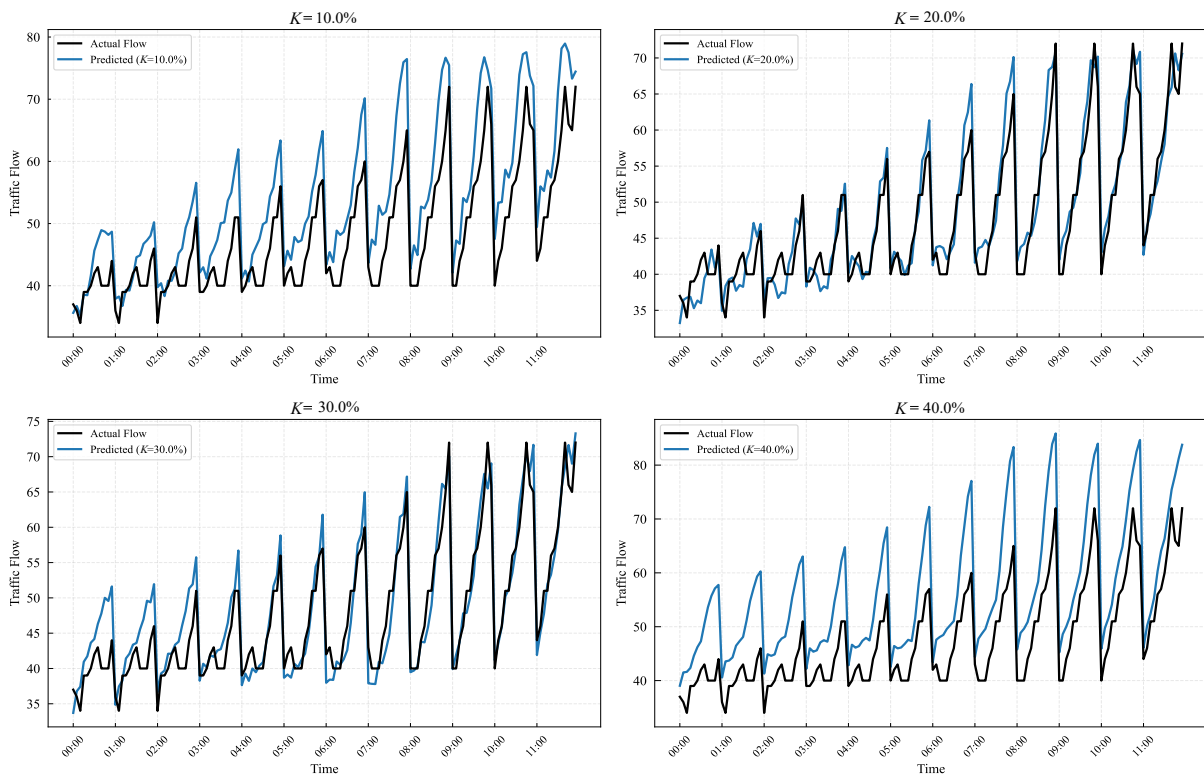 K = 10.0%
Actual Flow
Predicted (K=10.0%)
Traffic Flow
80
70
60
50
40
00:00 01:00 02:00 03:00 04:00 05:00 06:00 07:00 08:00 09:00 10:00 11:00
Time
K = 20.0%
Actual Flow
Predicted (K=20.0%)
Traffic Flow
70
65
60
55
50
45
40
35
00:00 01:00 02:00 03:00 04:00 05:00 06:00 07:00 08:00 09:00 10:00 11:00
Time
K = 30.0%
Actual Flow
Predicted (K=30.0%)
Traffic Flow
75
70
65
60
55
50
45
40
35
00:00 01:00 02:00 03:00 04:00 05:00 06:00 07:00 08:00 09:00 10:00 11:00
Time
K = 40.0%
Actual Flow
Predicted (K=40.0%)
Traffic Flow
80
70
60
50
40
00:00 01:00 02:00 03:00 04:00 05:00 06:00 07:00 08:00 09:00 10:00 11:00
Time